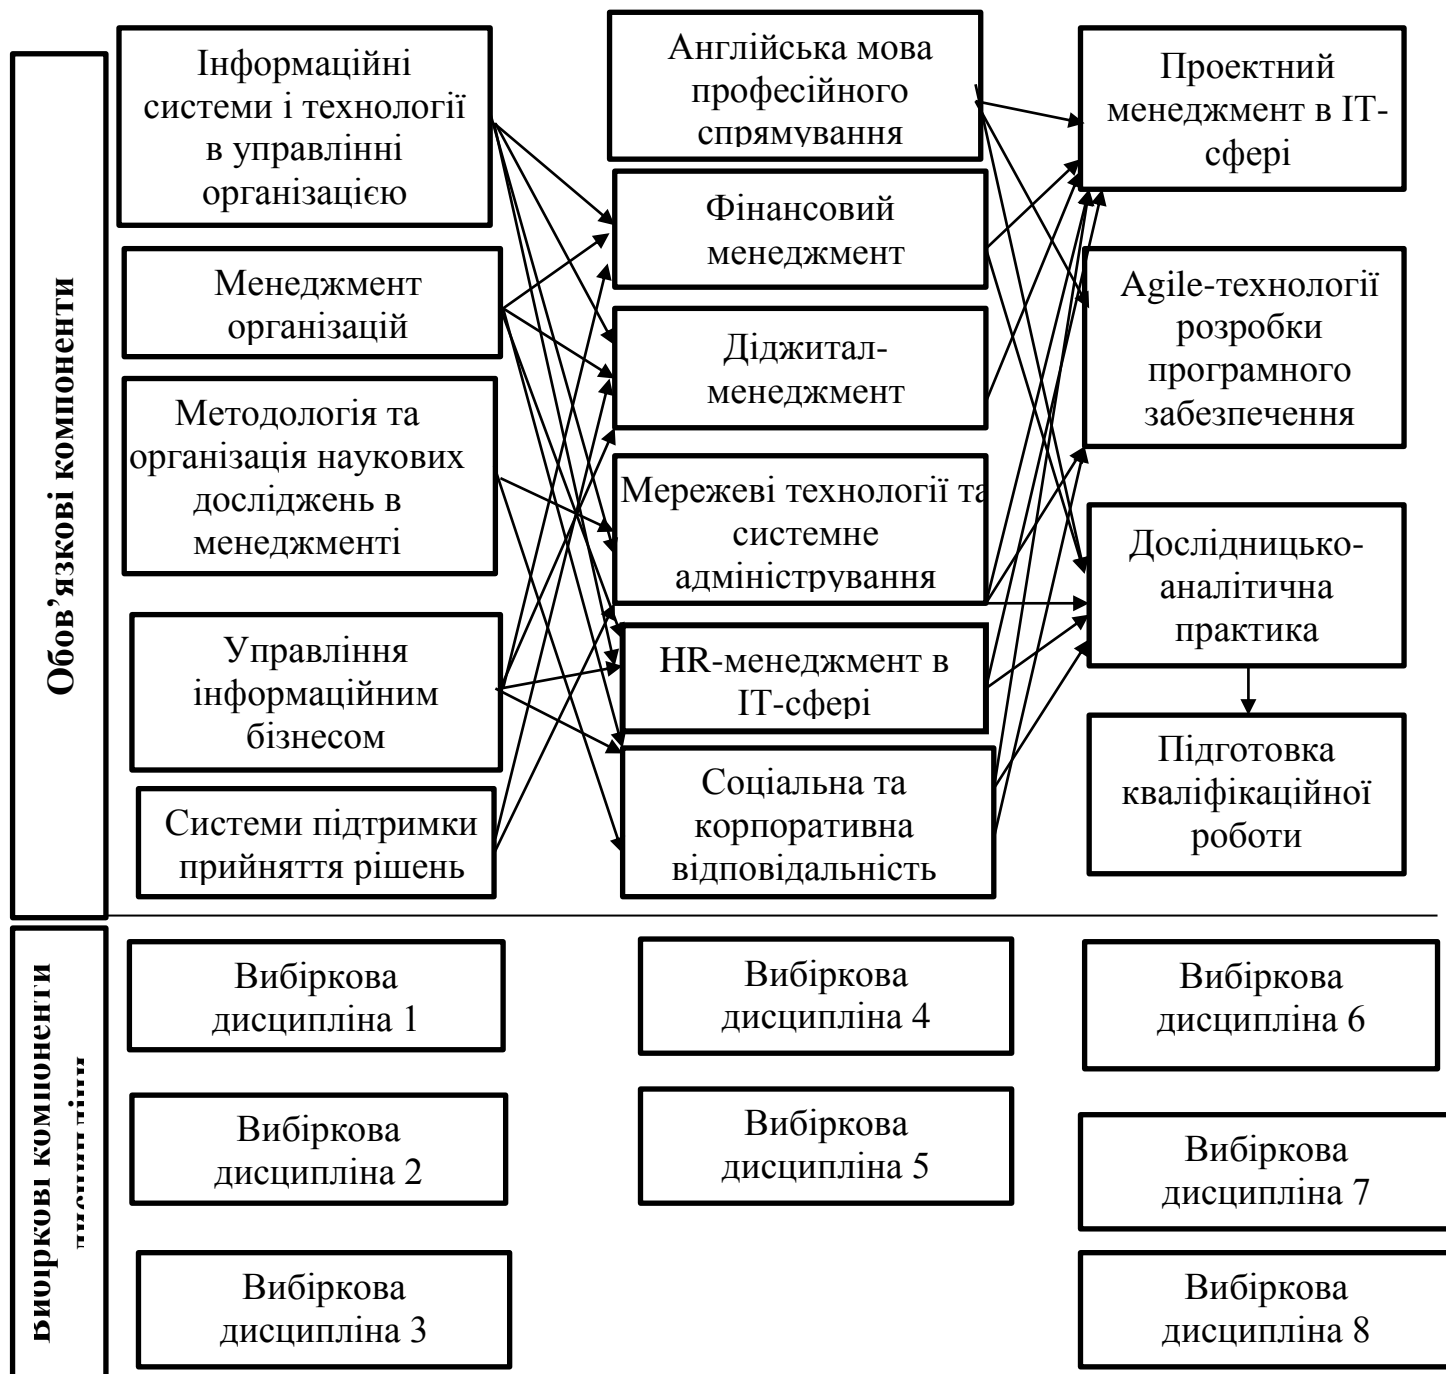 Обов’язкові компоненти
Інформаційні
системи і технології
в управлінні
організацією
Менеджмент
організацій
Методологія та
організація наукових
досліджень в
менеджменті
Управління
інформаційним
бізнесом
Системи підтримки
прийняття рішень
Англійська мова
професійного
спрямування
Фінансовий
менеджмент
Діджитал-
менеджмент
Мережеві технології та
системне
адміністрування
HR-менеджмент в
ІТ-сфері
Соціальна та
корпоративна
відповідальність
Проектний
менеджмент в ІТ-
сфері
Agile-технології
розробки
програмного
забезпечення
Дослідницько-
аналітична
практика
Підготовка
кваліфікаційної
роботи
Вибіркові компоненти
Вибіркова
дисципліна 1
Вибіркова
дисципліна 2
Вибіркова
дисципліна 3
Вибіркова
дисципліна 4
Вибіркова
дисципліна 5
Вибіркова
дисципліна 6
Вибіркова
дисципліна 7
Вибіркова
дисципліна 8